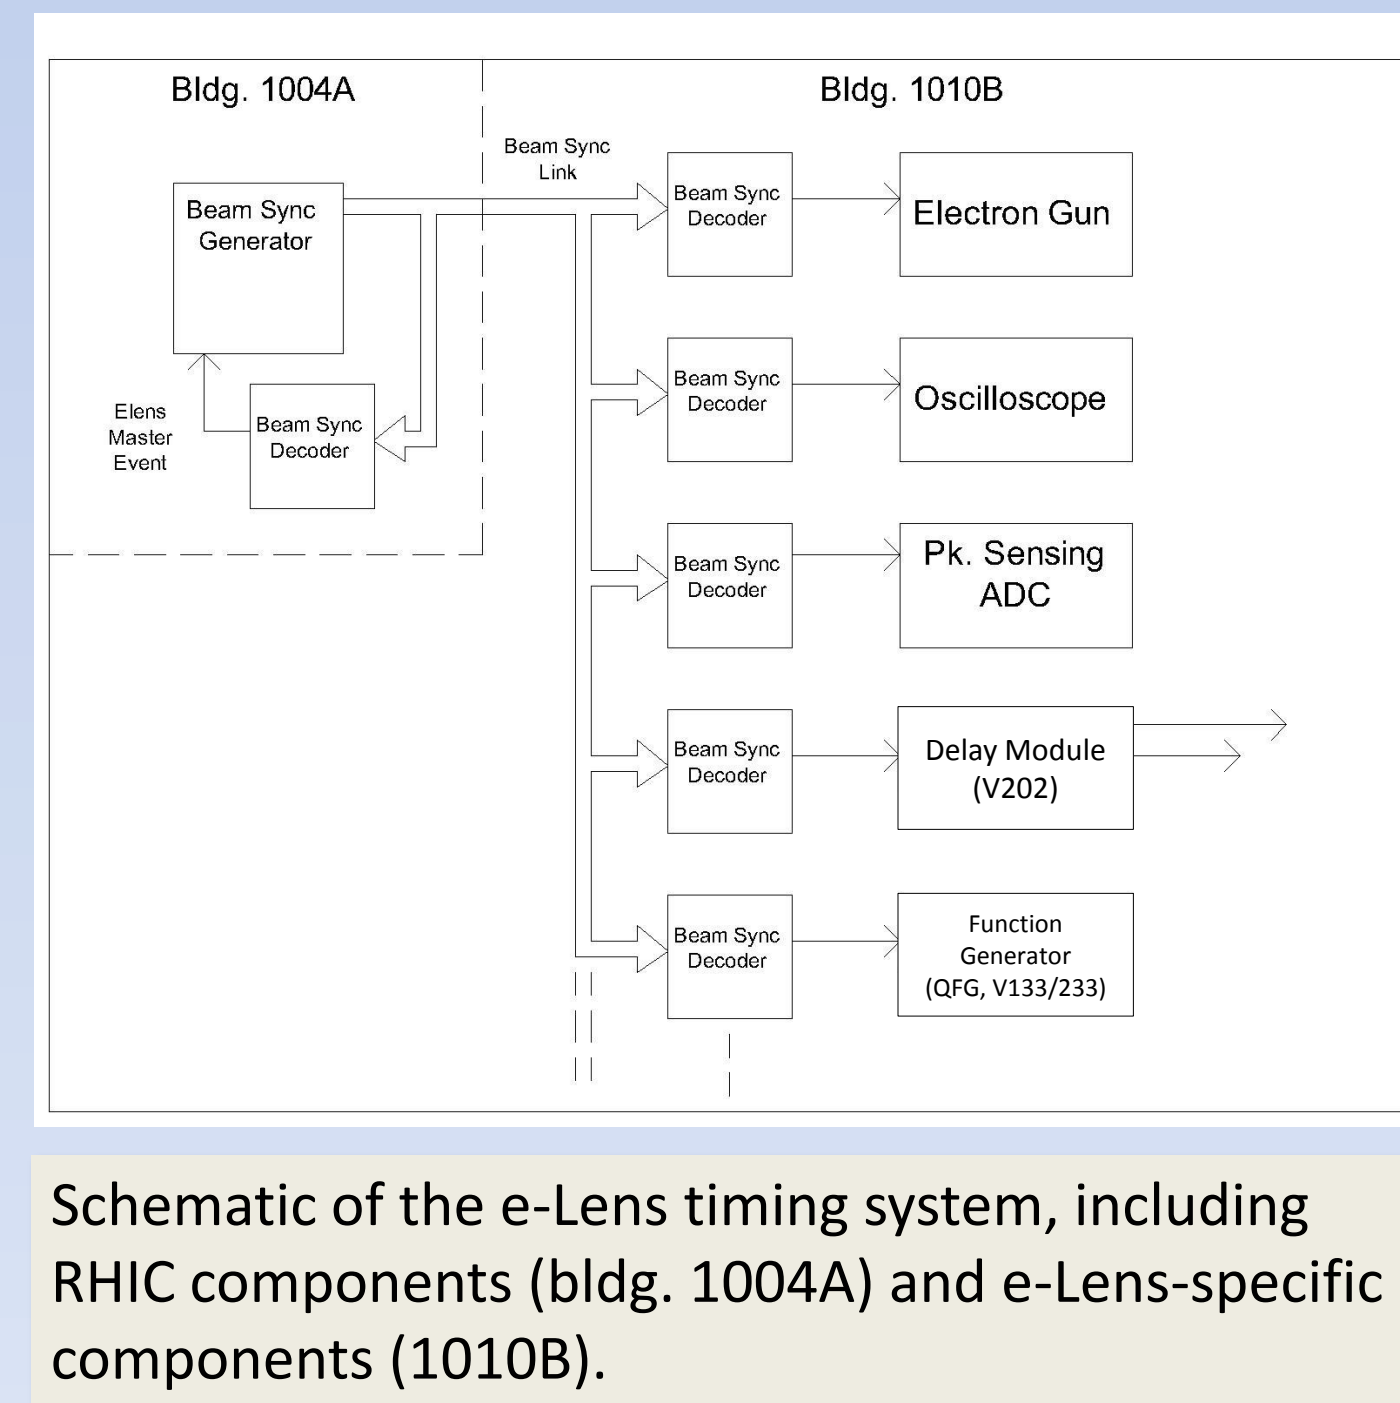 Bldg. 1004A
Bldg. 1010B
Beam Sync
Link
Beam Sync
Generator
Elens
Master
Event
Beam Sync
Decoder
Beam Sync
Decoder
Electron Gun
Beam Sync
Decoder
Oscilloscope
Beam Sync
Decoder
Pk. Sensing
ADC
Beam Sync
Decoder
Delay Module
(V202)
Beam Sync
Decoder
Function
Generator
(QFG, V133/233)
Schematic of the e-Lens timing system, including
RHIC components (bldg. 1004A) and e-Lens-specific
components (1010B).